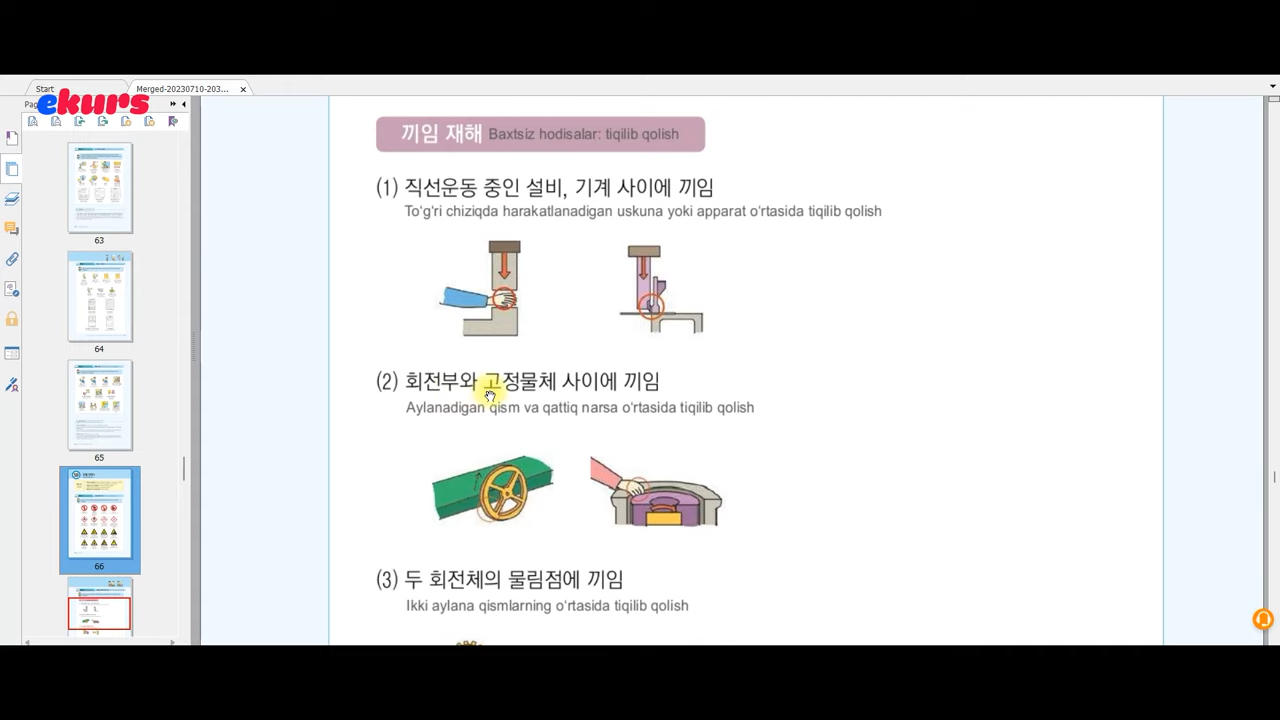 Start
Merged-20230710-203...
ekurs
끼임 재해 Baxtsiz hodisalar: tiqilib qolish
(1) 직선운동 중인 설비, 기계 사이에 끼임
To‘g‘ri chiziqda harakatlanadigan uskuna yoki apparat o‘rtasida tiqilib qolish
(2) 회전부와 고정물체 사이에 끼임
Aylanadigan qism va qattiq narsa o‘rtasida tiqilib qolish
(3) 두 회전체의 물림점에 끼임
Ikki aylana qismlarning o‘rtasida tiqilib qolish
63
64
65
66